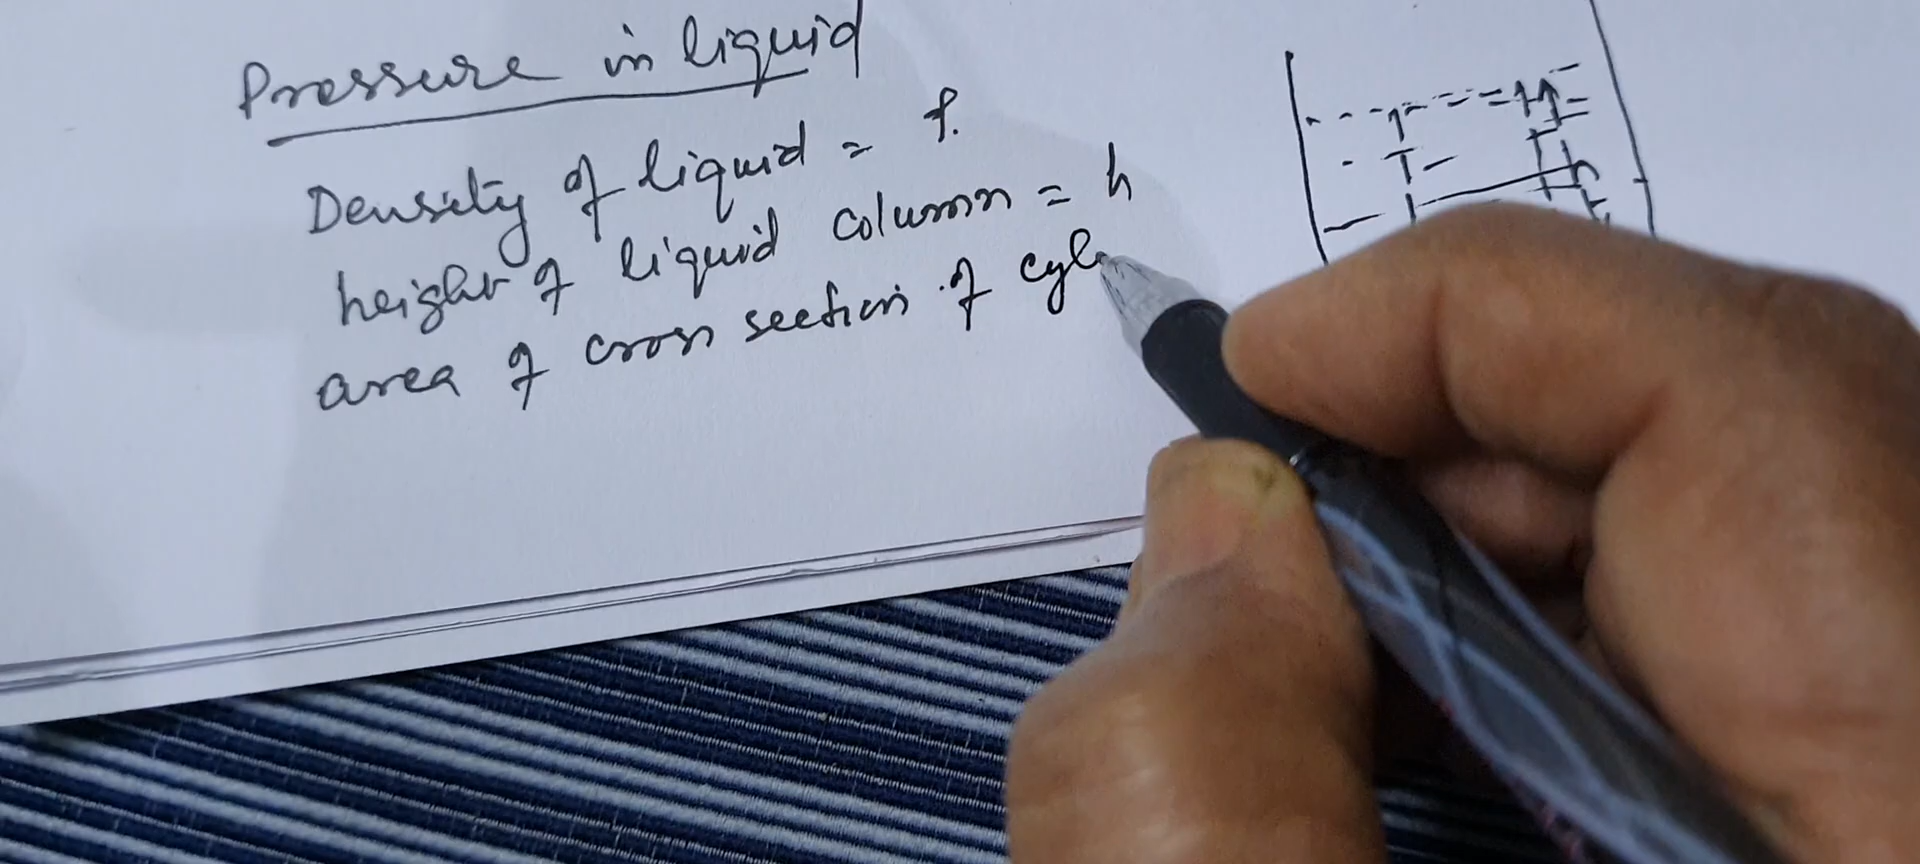 Pressure in liquid
Density of liquid = ρ.
height of liquid column = h
area of cross section of cyl
h